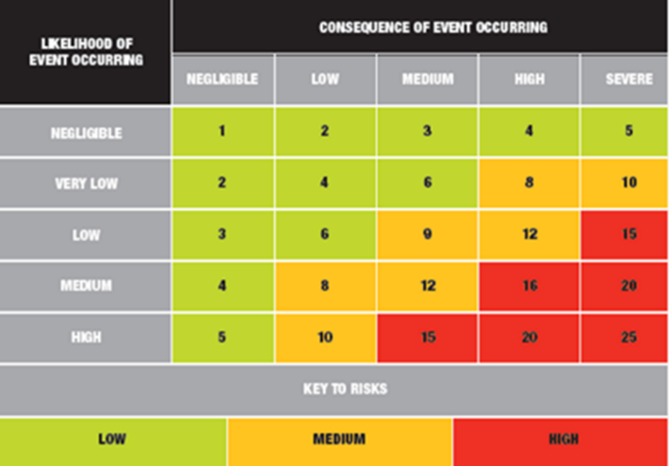 LIKELIHOOD OF
EVENT OCCURRING
CONSEQUENCE OF EVENT OCCURRING
NEGLIGIBLE LOW MEDIUM HIGH SEVERE
NEGLIGIBLE 1 2 3 4 5
VERY LOW 2 4 6 8 10
LOW 3 6 9 12 15
MEDIUM 4 8 12 16 20
HIGH 5 10 15 20 25
KEY TO RISKS
LOW MEDIUM HIGH